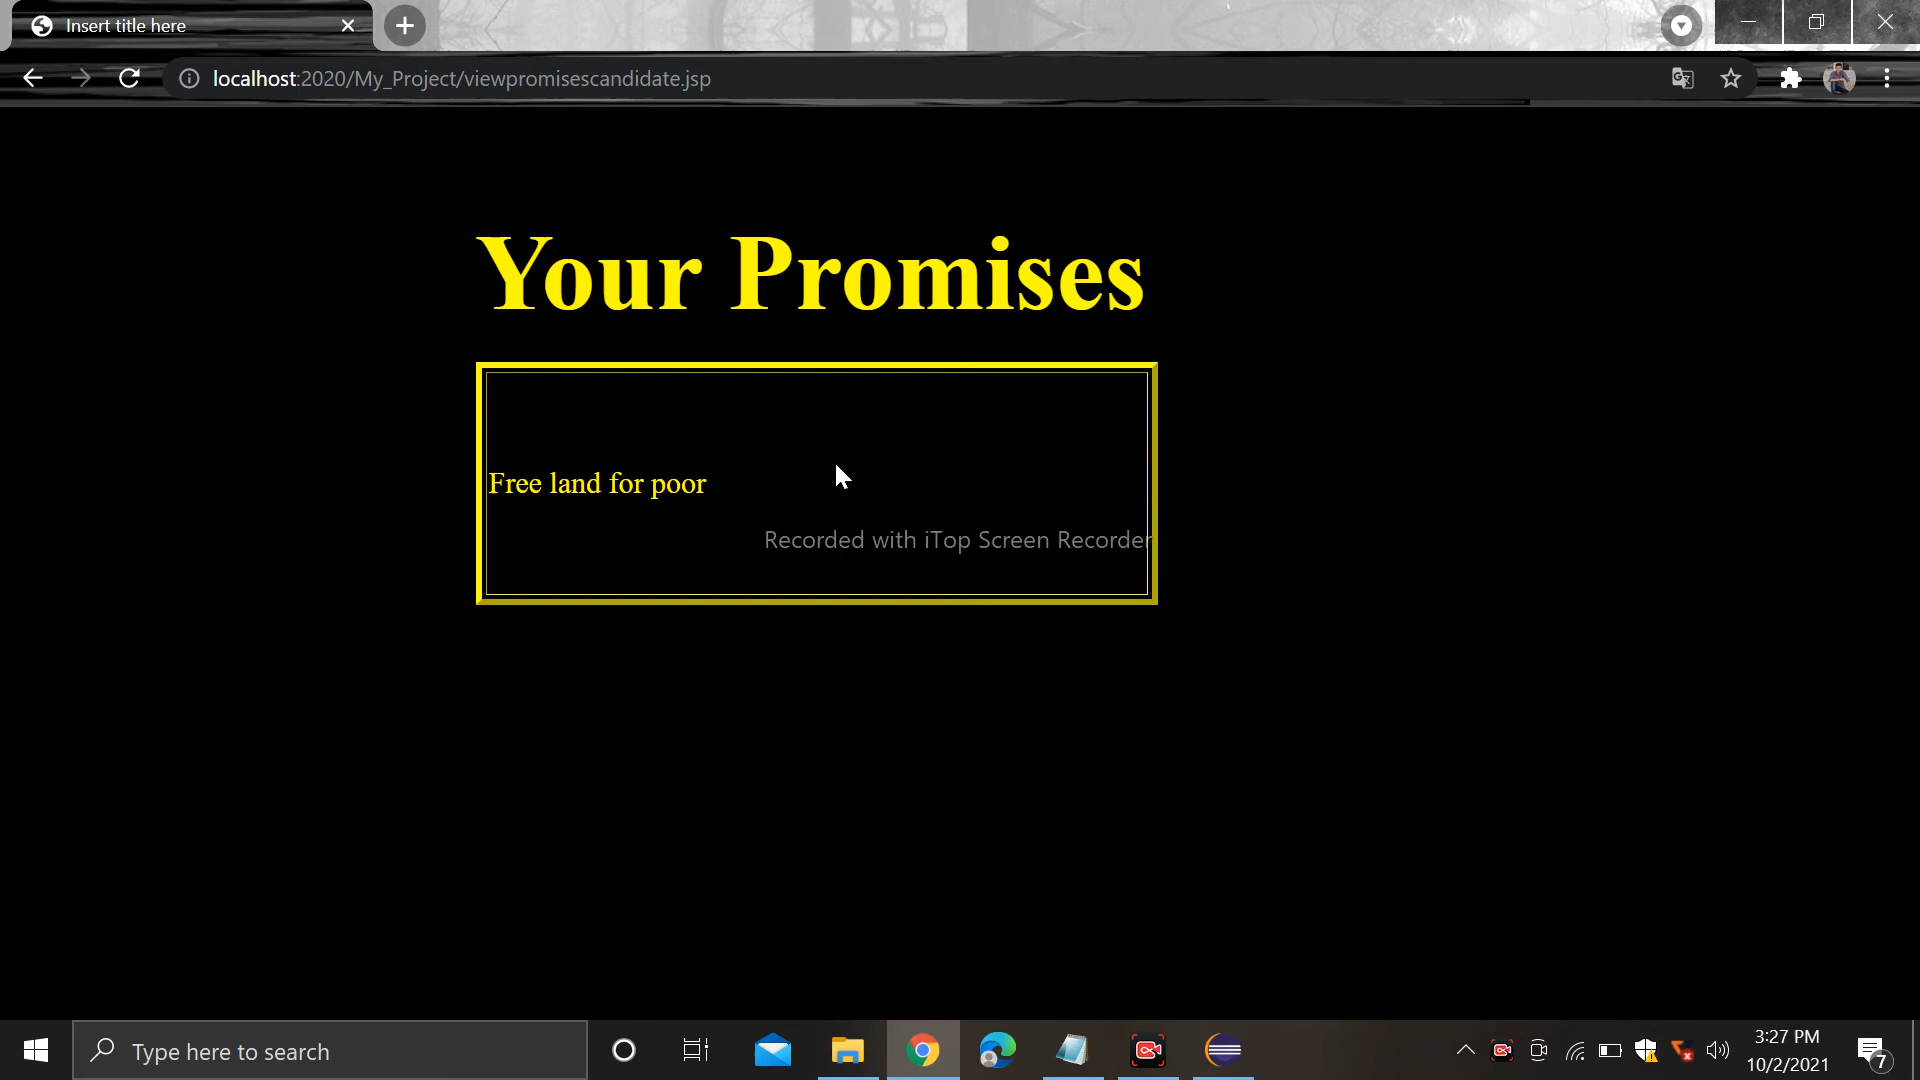 Insert title here
localhost:2020/My_Project/viewpromisescandidate.jsp
Your Promises
Free land for poor
Recorded with iTop Screen Recorder
Type here to search
3:27 PM
10/2/2021
7